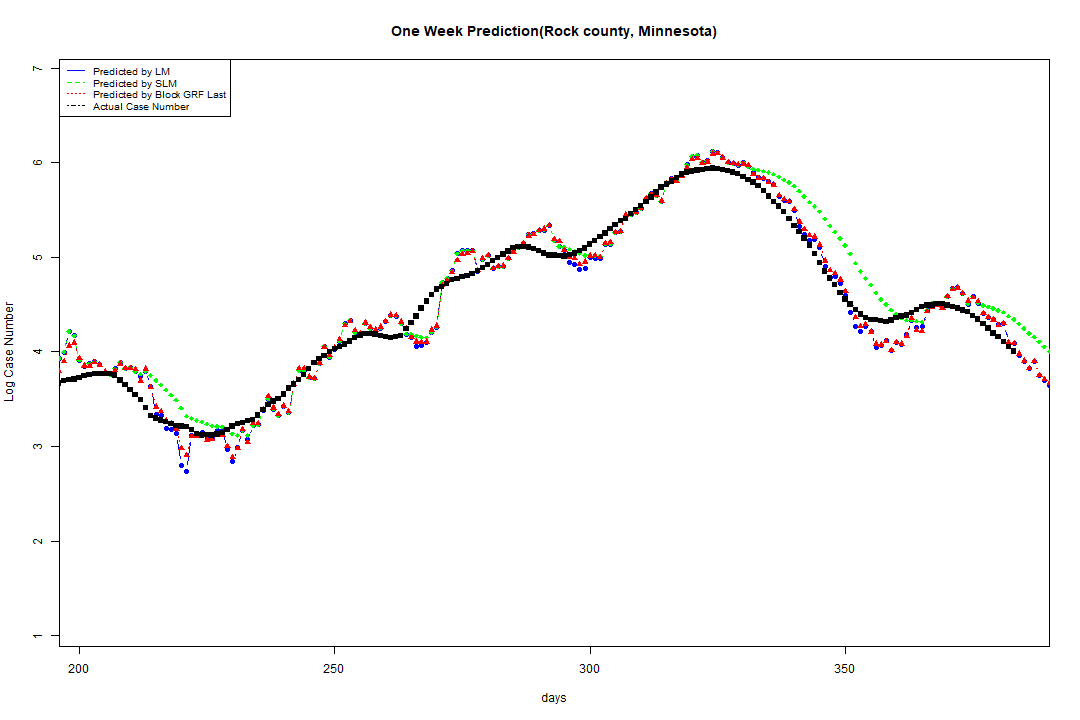 One Week Prediction(Rock county, Minnesota)
Predicted by LM
Predicted by SLM
Predicted by Block GRF Last
Actual Case Number
7
6
5
4
3
2
1
Log Case Number
200 250 300 350
days